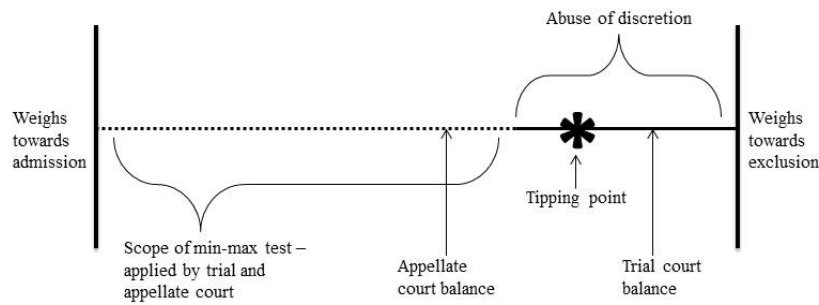 Abuse of discretion
Weighs
towards
admission
Weighs
towards
exclusion
Tipping point
Scope of min-max test –
applied by trial and
appellate court
Appellate
court balance
Trial court
balance